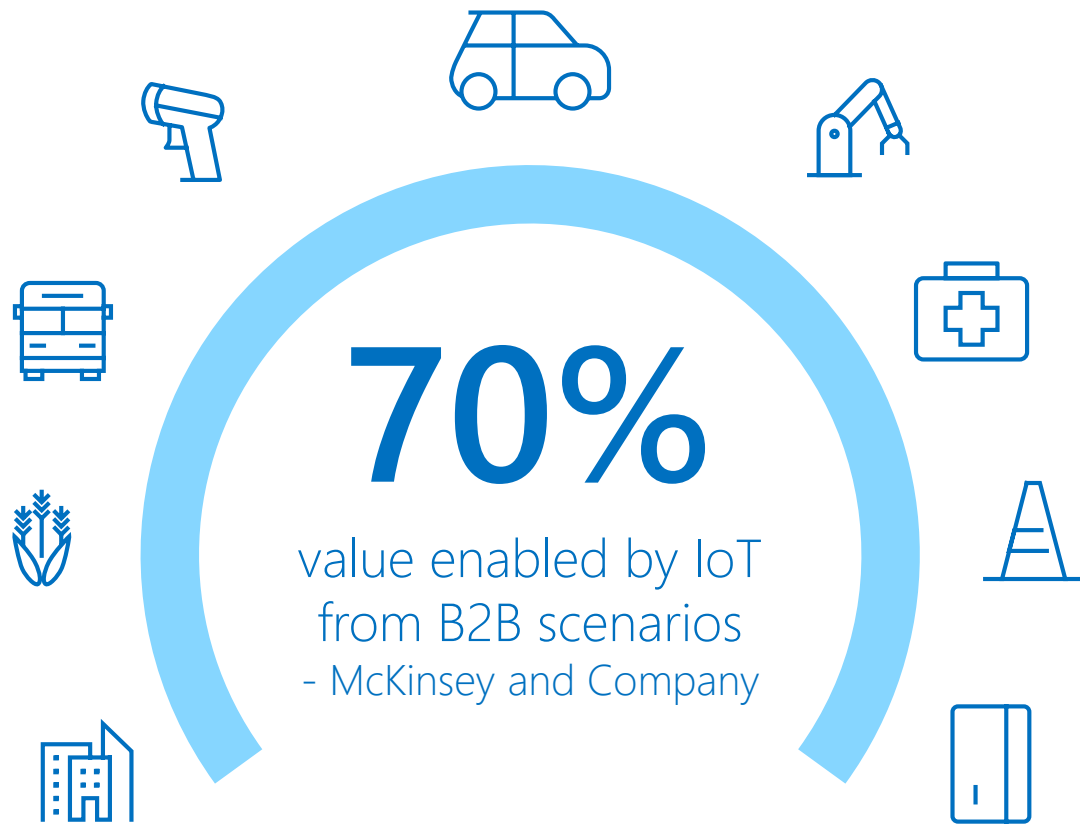 70%
value enabled by IoT
from B2B scenarios
- McKinsey and Company